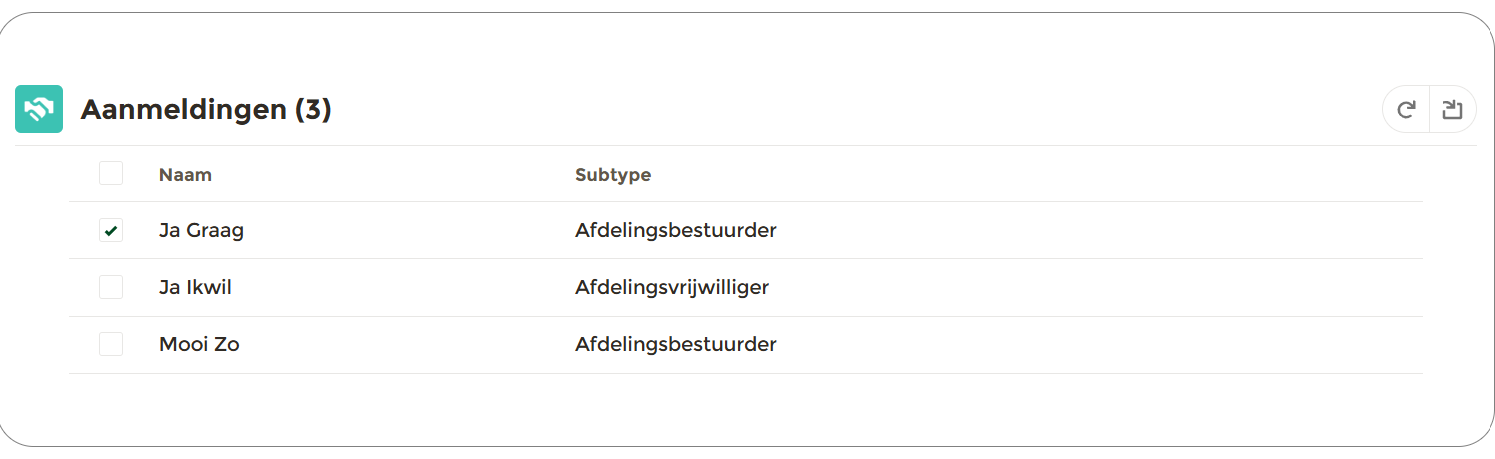 Aanmeldingen (3)
Naam Subtype
Ja Graag Afdelingsbestuurder
Ja Ikwil Afdelingsvrijwilliger
Mooi Zo Afdelingsbestuurder